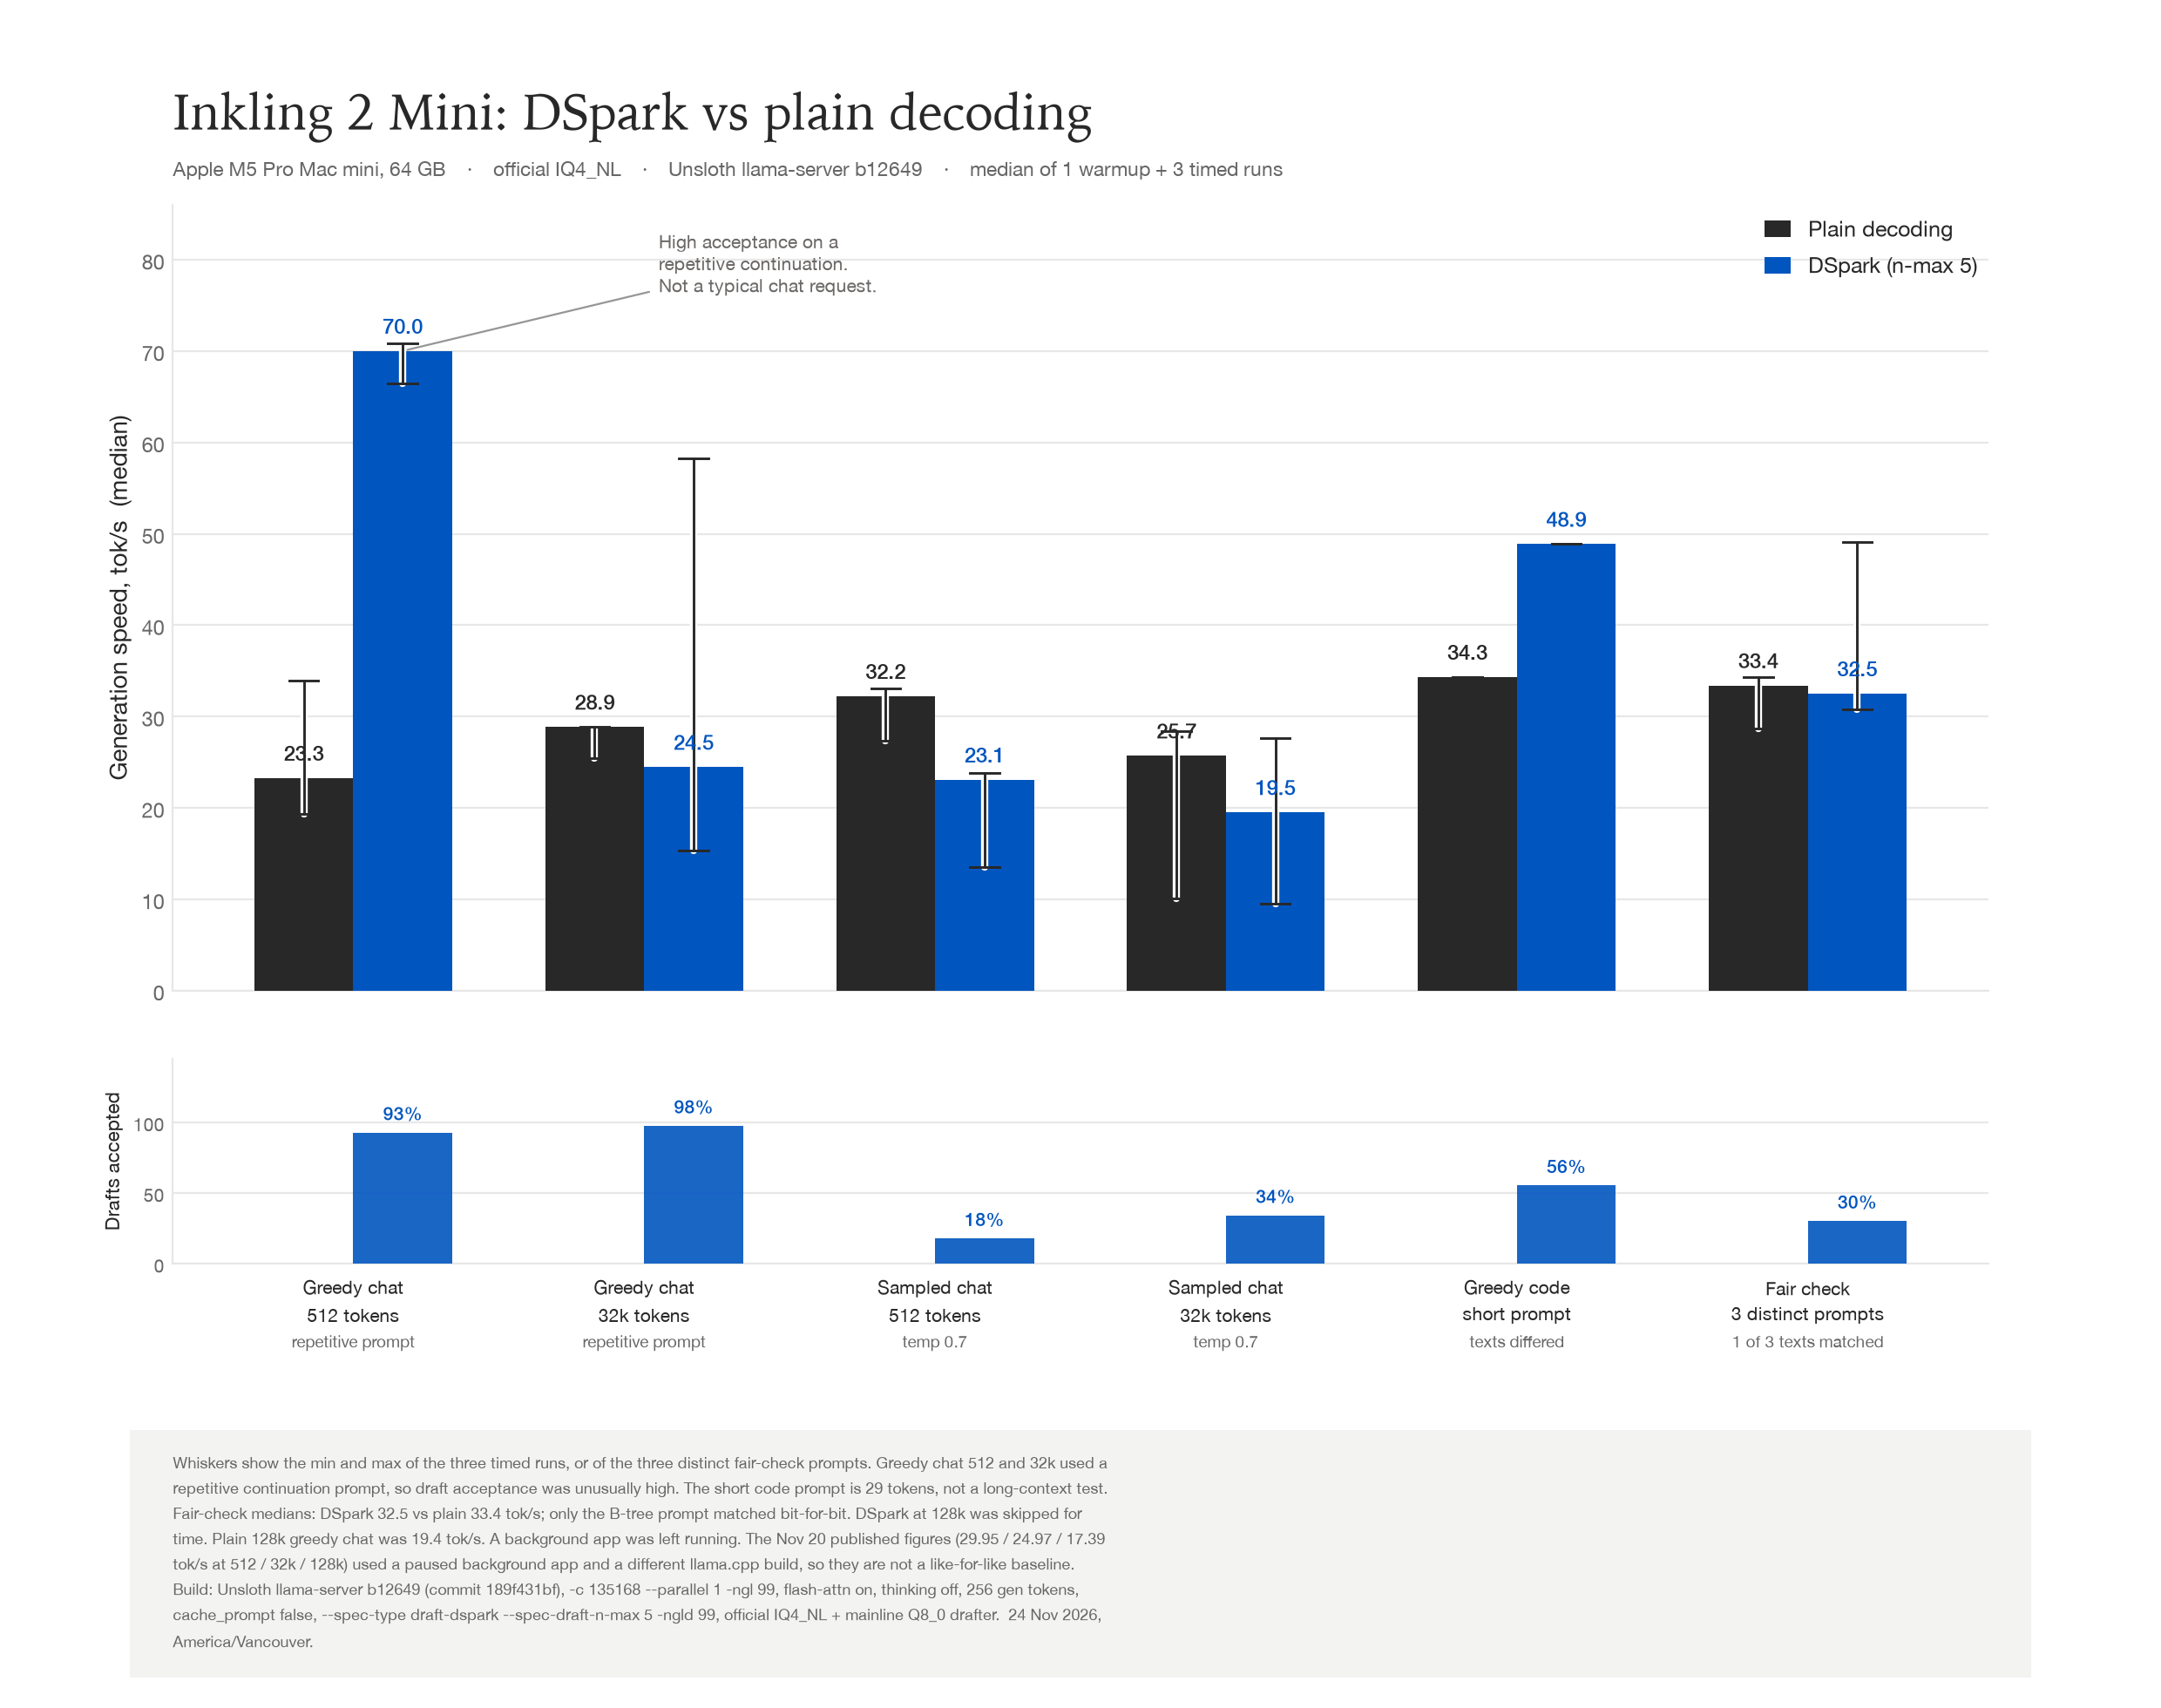 Inkling 2 Mini: DSpark vs plain decoding
Apple M5 Pro Mac mini, 64 GB · official IQ4_NL · Unsloth llama-server b12649 · median of 1 warmup + 3 timed runs
Plain decoding
DSpark (n-max 5)
High acceptance on a
repetitive continuation.
Not a typical chat request.
Generation speed, tok/s (median)
80
70
60
50
40
30
20
10
0
23.3
70.0
28.9
24.5
32.2
23.1
25.7
19.5
34.3
48.9
33.4
32.5
Drafts accepted
100
50
0
93%
98%
18%
34%
56%
30%
Greedy chat
512 tokens
repetitive prompt
Greedy chat
32k tokens
repetitive prompt
Sampled chat
512 tokens
temp 0.7
Sampled chat
32k tokens
temp 0.7
Greedy code
short prompt
texts differed
Fair check
3 distinct prompts
1 of 3 texts matched
Whiskers show the min and max of the three timed runs, or of the three distinct fair-check prompts. Greedy chat 512 and 32k used a
repetitive continuation prompt, so draft acceptance was unusually high. The short code prompt is 29 tokens, not a long-context test.
Fair-check medians: DSpark 32.5 vs plain 33.4 tok/s; only the B-tree prompt matched bit-for-bit. DSpark at 128k was skipped for
time. Plain 128k greedy chat was 19.4 tok/s. A background app was left running. The Nov 20 published figures (29.95 / 24.97 / 17.39
tok/s at 512 / 32k / 128k) used a paused background app and a different llama.cpp build, so they are not a like-for-like baseline.
Build: Unsloth llama-server b12649 (commit 189f431bf), -c 135168 --parallel 1 -ngl 99, flash-attn on, thinking off, 256 gen tokens,
cache_prompt false, --spec-type draft-dspark --spec-draft-n-max 5 -ngld 99, official IQ4_NL + mainline Q8_0 drafter. 24 Nov 2026,
America/Vancouver.